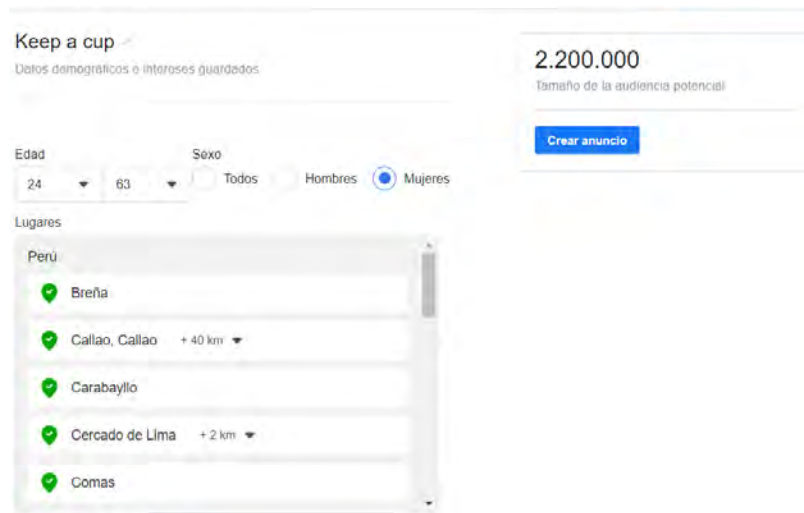 Keep a cup
Datos demográficos e intereses guardados
2.200.000
Tamaño de la audiencia potencial
Crear anuncio
Edad
Sexo
24
63
Todos
Hombres
Mujeres
Lugares
Perú
Breña
Callao, Callao + 40 km
Carabayllo
Cercado de Lima + 2 km
Comas